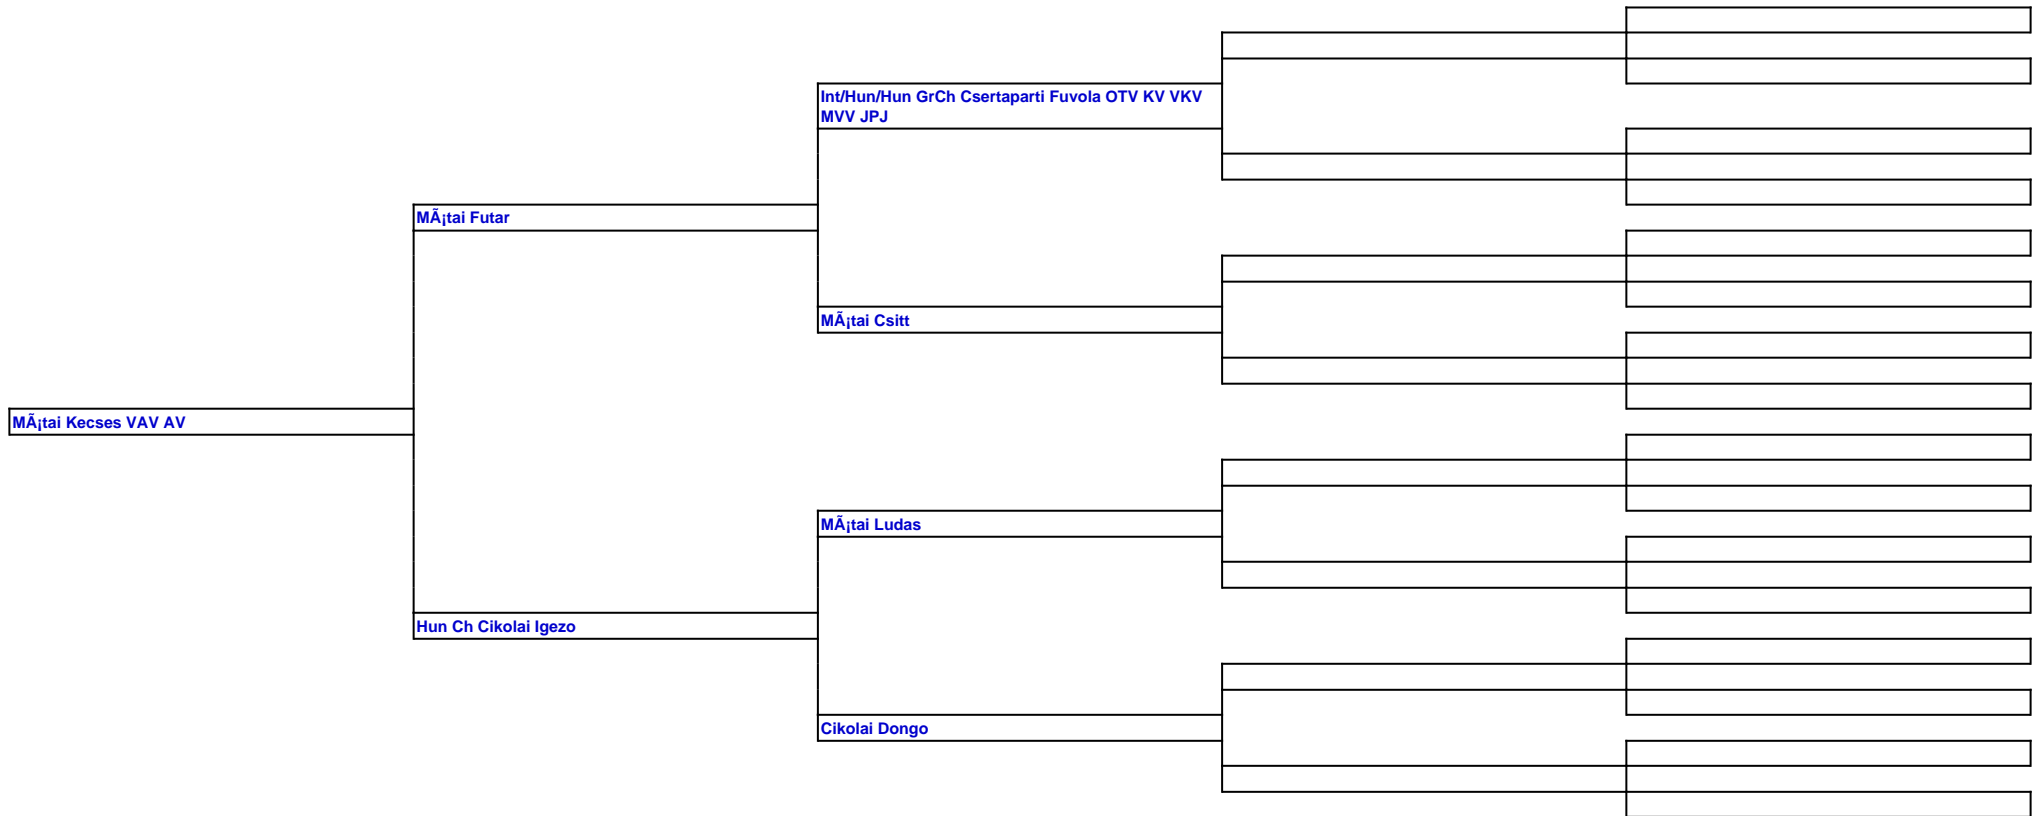 Int/Hun/Hun GrCh Csertaparti Fuvola OTV KV VKV
MVV JPJ
MÃ¡tai Futar
MÃ¡tai Csitt
MÃ¡tai Kecses VAV AV
MÃ¡tai Ludas
Hun Ch Cikolai Igezo
Cikolai Dongo